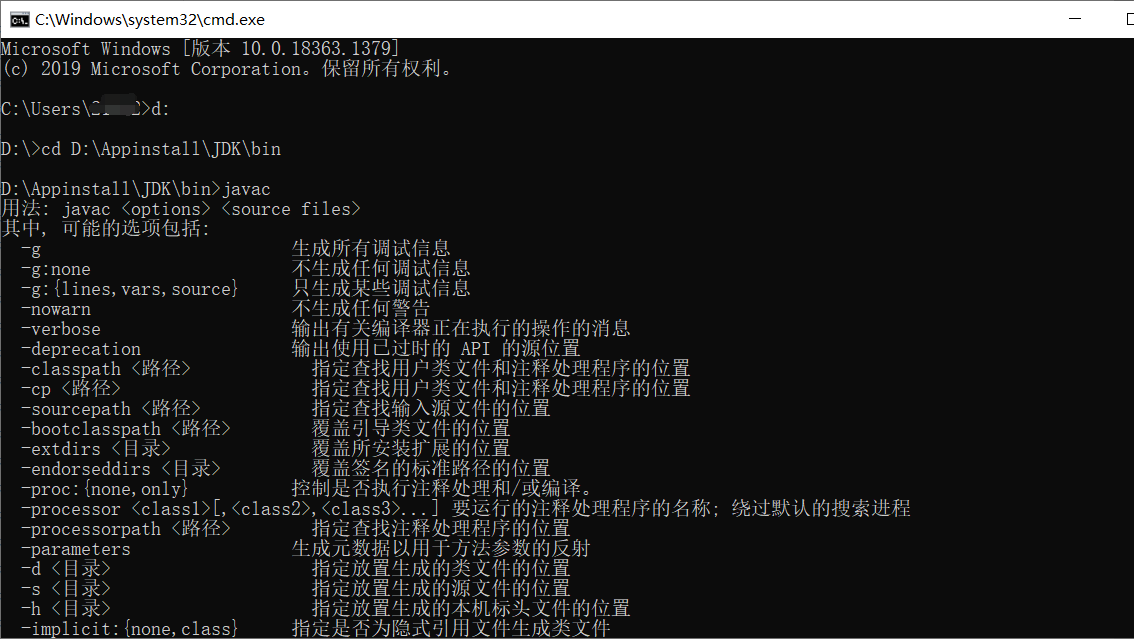 C:\Windows\system32\cmd.exe
Microsoft Windows [版本 10.0.18363.1379]
(c) 2019 Microsoft Corporation。保留所有权利。
C:\Users\ >d:
D:\>cd D:\Appinstall\JDK\bin
D:\Appinstall\JDK\bin>javac
用法: javac <options> <source files>
其中, 可能的选项包括:
-g 生成所有调试信息
-g:none 不生成任何调试信息
-g:{lines,vars,source} 只生成某些调试信息
-nowarn 不生成任何警告
-verbose 输出有关编译器正在执行的操作的消息
-deprecation 输出使用已过时的 API 的源位置
-classpath <路径> 指定查找用户类文件和注释处理程序的位置
-cp <路径> 指定查找用户类文件和注释处理程序的位置
-sourcepath <路径> 指定查找输入源文件的位置
-bootclasspath <路径> 覆盖引导类文件的位置
-extdirs <目录> 覆盖所安装扩展的位置
-endorseddirs <目录> 覆盖签名的标准路径的位置
-proc:{none,only} 控制是否执行注释处理和/或编译。
-processor <class1>[,<class2>,<class3>...] 要运行的注释处理程序的名称; 绕过默认的搜索进程
-processorpath <路径> 指定查找注释处理程序的位置
-parameters 生成元数据以用于方法参数的反射
-d <目录> 指定放置生成的类文件的位置
-s <目录> 指定放置生成的源文件的位置
-h <目录> 指定放置生成的本机标头文件的位置
-implicit:{none,class} 指定是否为隐式引用文件生成类文件